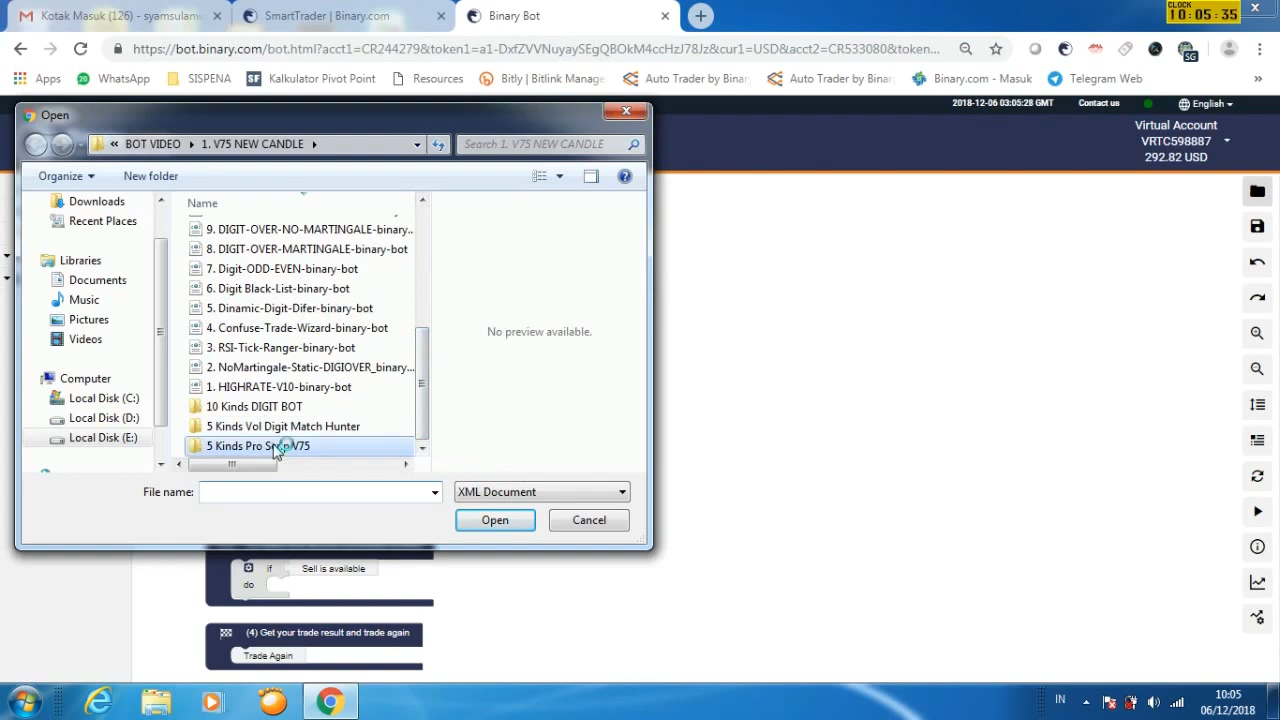 Kotak Masuk (126) - syamsulanw
SmartTrader | Binary.com
Binary Bot
CLOCK
10:05:35
https://bot.binary.com/bot.html?acct1=CR244279&token1=a1-DxfZVVNuyaySEgQBOkM4ccHzJ78Jz&cur1=USD&acct2=CR533080&token...
SG
Apps
20
WhatsApp
SISPENA
SF
Kalkulator Pivot Point
Resources
Bitly | Bitlink Manage
Auto Trader by Binar
Auto Trader by Binar
Binary.com - Masuk
Telegram Web
»
2018-12-06 03:05:28 GMT
Contact us
English
Virtual Account
VRTC598887
292.82 USD
Open
BOT VIDEO
1. V75 NEW CANDLE
Search 1. V75 NEW CANDLE
Organize
New folder
Downloads
Recent Places
Libraries
Documents
Music
Pictures
Videos
Computer
Local Disk (C:)
Local Disk (D:)
Local Disk (E:)
Name
9. DIGIT-OVER-NO-MARTINGALE-binary...
8. DIGIT-OVER-MARTINGALE-binary-bot
7. Digit-ODD-EVEN-binary-bot
6. Digit Black-List-binary-bot
5. Dinamic-Digit-Difer-binary-bot
4. Confuse-Trade-Wizard-binary-bot
3. RSI-Tick-Ranger-binary-bot
2. NoMartingale-Static-DIGIOVER_binary...
1. HIGHRATE-V10-binary-bot
10 Kinds DIGIT BOT
5 Kinds Vol Digit Match Hunter
5 Kinds Pro V75
No preview available.
File name:
XML Document
Open
Cancel
if
Sell is available
do
(4) Get your trade result and trade again
Trade Again
IN
10:05
06/12/2018